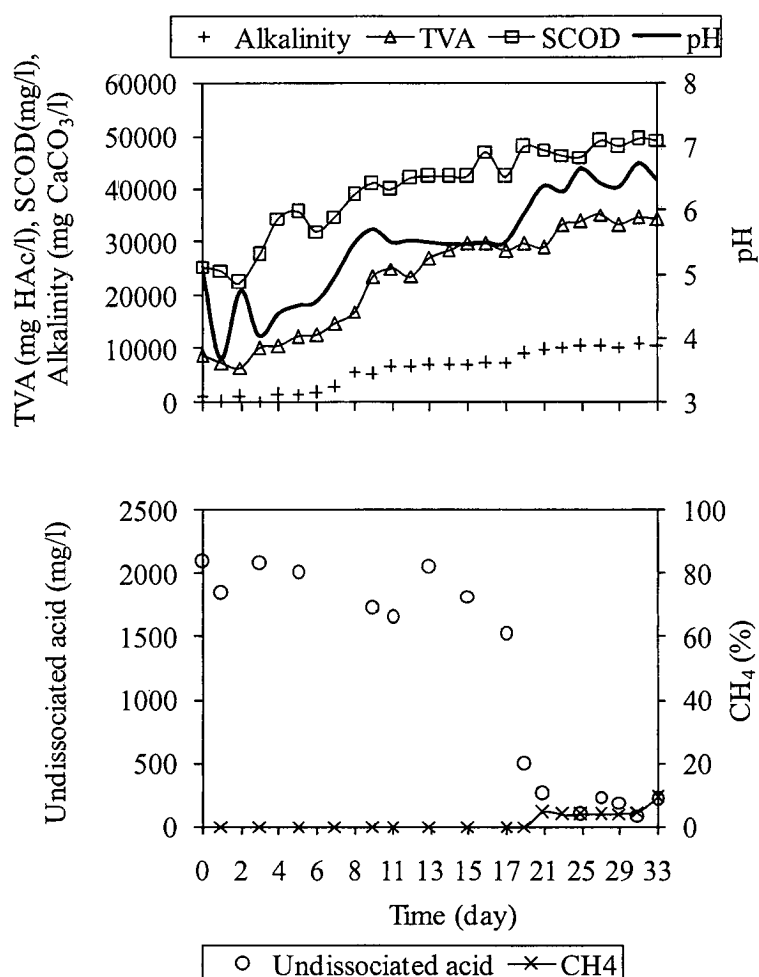 Alkalinity TVA SCOD pH
TVA (mg HAc/l), SCOD(mg/l),
Alkalinity (mg CaCO₃/l)
60000
50000
40000
30000
20000
10000
0
8
7
6
5
4
3
pH
Undissociated acid (mg/l)
2500
2000
1500
1000
500
0
100
80
60
40
20
0
CH₄ (%)
0 2 4 6 9 11 13 15 17 21 25 29 33
Time (day)
Undissociated acid CH4